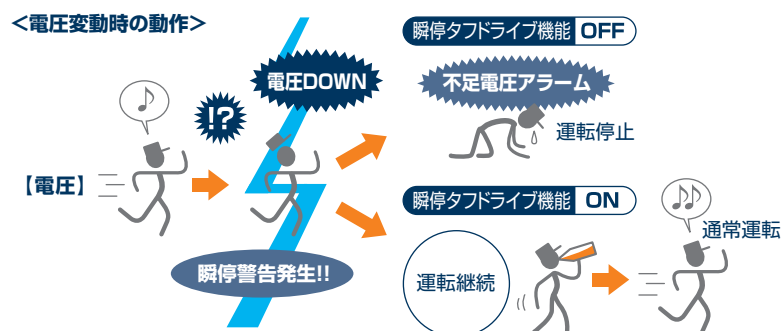 <電圧変動時の動作>
瞬停タフドライブ機能 OFF
電圧DOWN
不足電圧アラーム
♪
!?
運転停止
【電圧】
瞬停タフドライブ機能 ON
♪♪
通常運転
瞬停警告発生!!
運転継続